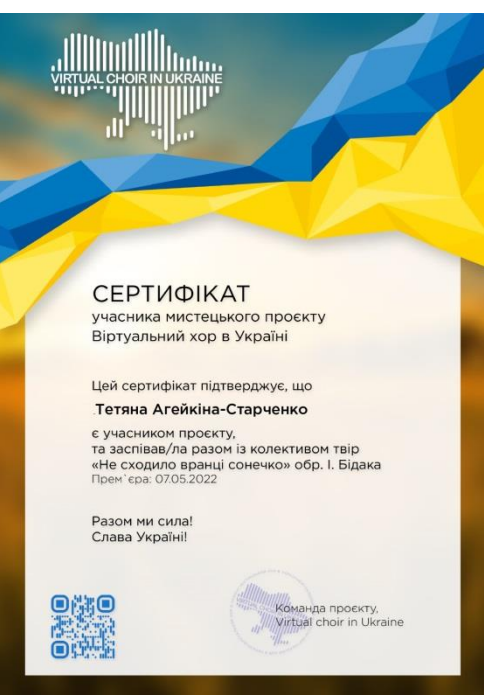 VIRTUAL CHOIR IN UKRAINE
СЕРТИФІКАТ
учасника мистецького проєкту
Віртуальний хор в Україні
Цей сертифікат підтверджує, що
.Тетяна Агейкіна-Старченко
є учасником проєкту,
та заспівав/ла разом із колективом твір
«Не сходило вранці сонечко» обр. І. Бідака
Прем`єра: 07.05.2022
Разом ми сила!
Слава Україні!
Команда проєкту,
Virtual choir in Ukraine